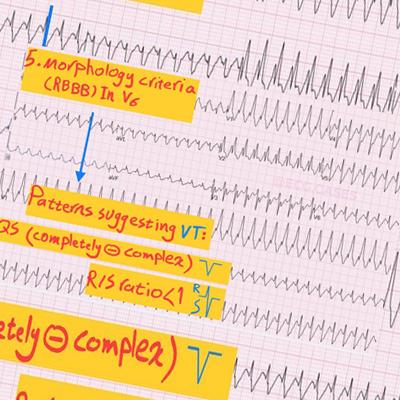 5. morphology criteria
(RBBB) In V6
Patterns suggesting VT:
QS (completely ⊖ complex)
R/S ratio<1 R
S
etely ⊖ complex)